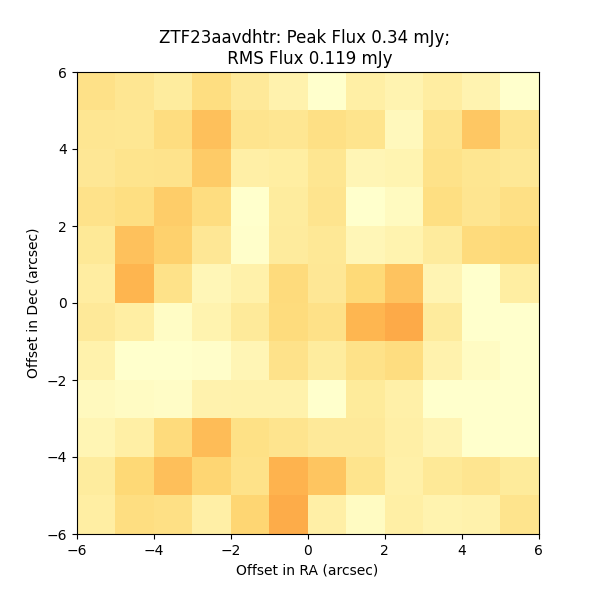 ZTF23aavdhtr: Peak Flux 0.34 mJy;
RMS Flux 0.119 mJy
6
4
2
0
−2
−4
−6
Offset in Dec (arcsec)
−6 −4 −2 0 2 4 6
Offset in RA (arcsec)